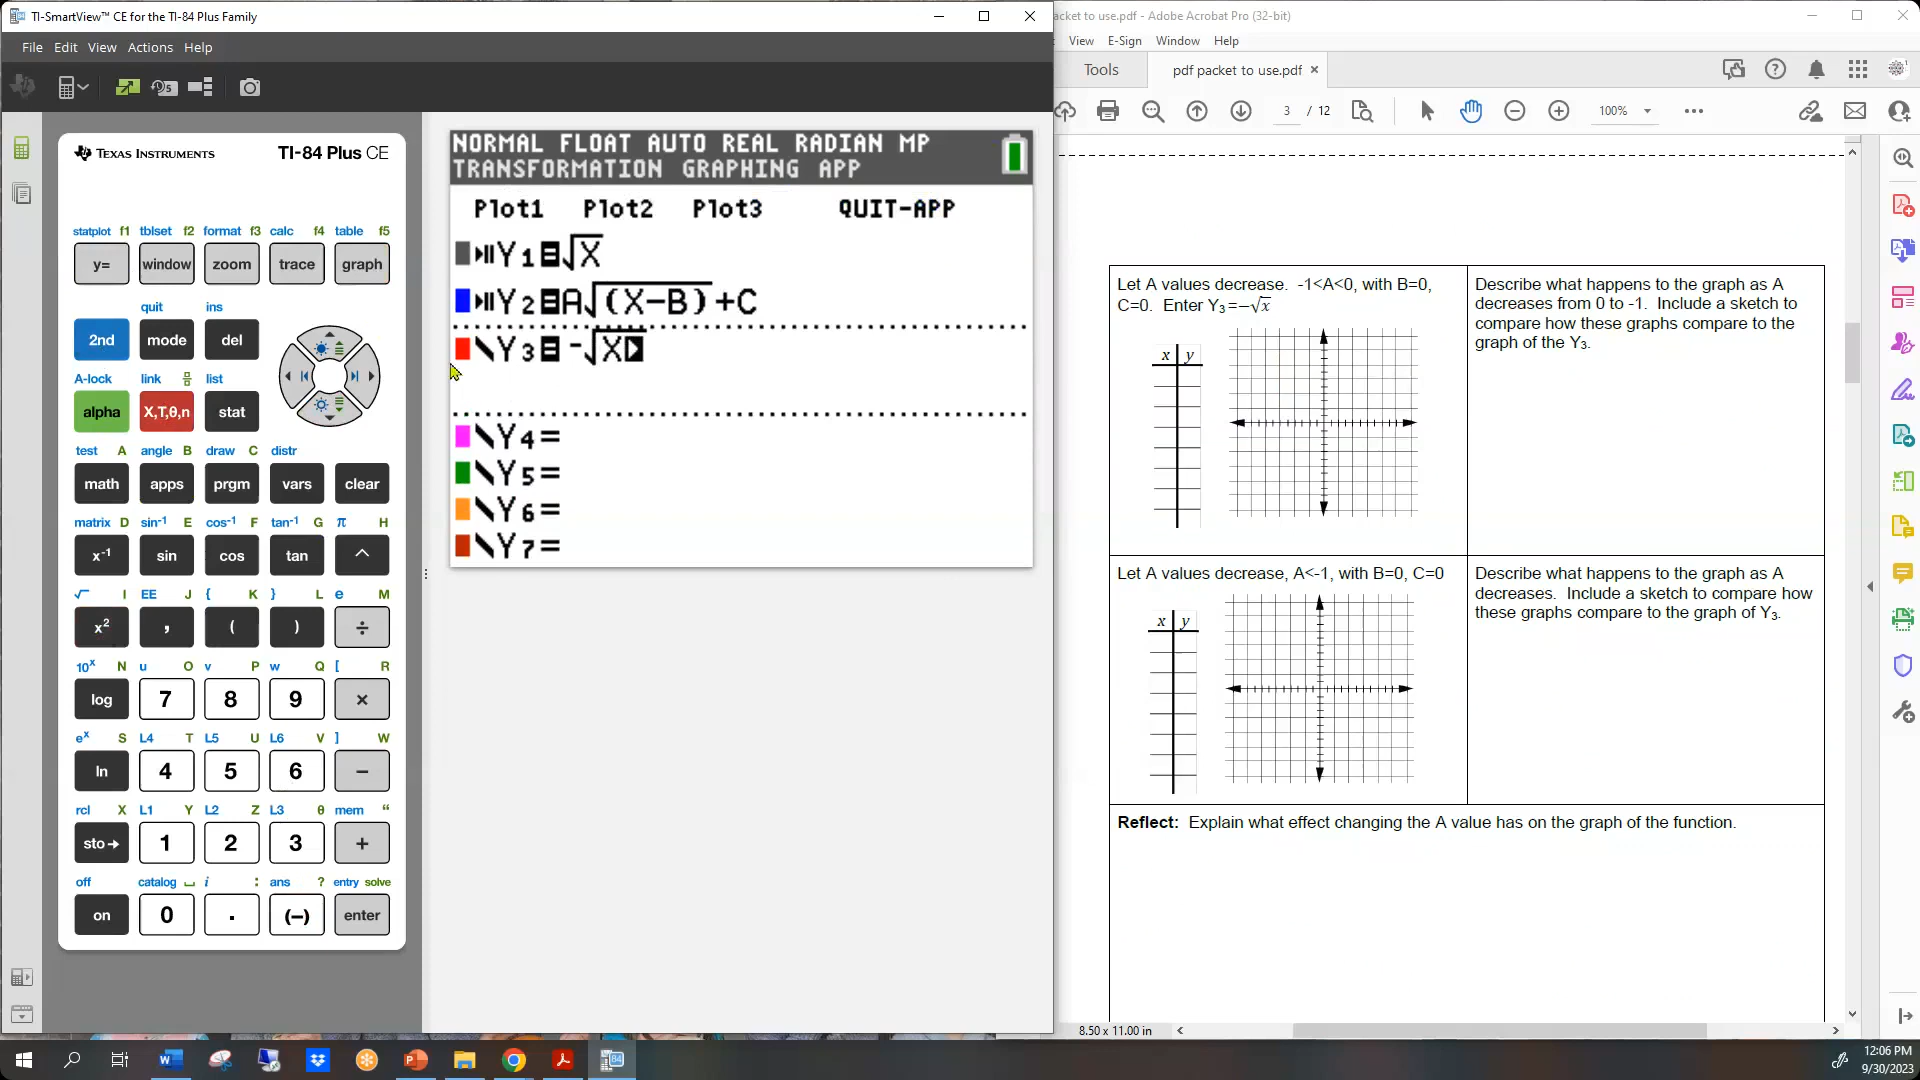 TI-SmartView™ CE for the TI-84 Plus Family
File Edit View Actions Help
TEXAS INSTRUMENTS TI-84 Plus CE
statplot f1 tblset f2 format f3 calc f4 table f5
y= window zoom trace graph
quit ins
2nd mode del
A-lock link list
alpha X,T,θ,n stat
test A angle B draw C distr
math apps prgm vars clear
matrix D sin⁻¹ E cos⁻¹ F tan⁻¹ G π H
x⁻¹ sin cos tan ^
√ I EE J { K } L e M
x² , ( ) ÷
10ˣ N u O v P w Q [ R
log 7 8 9 ×
eˣ S L4 T L5 U L6 V ] W
ln 4 5 6 −
rcl X L1 Y L2 Z L3 θ mem “
sto→ 1 2 3 +
off catalog ⎵ i : ans ? entry solve
on 0 . (−) enter
NORMAL FLOAT AUTO REAL RADIAN MP
TRANSFORMATION GRAPHING APP
Plot1 Plot2 Plot3 QUIT-APP
Y1=√X
Y2=A√(X−B)+C
\Y3=-√X
\Y4=
\Y5=
\Y6=
\Y7=
acket to use.pdf - Adobe Acrobat Pro (32-bit)
View E-Sign Window Help
Tools pdf packet to use.pdf ×
3 / 12 100%
Let A values decrease. -1<A<0, with B=0,
C=0. Enter Y₃=−√x
x y
Describe what happens to the graph as A
decreases from 0 to -1. Include a sketch to
compare how these graphs compare to the
graph of the Y₃.
Let A values decrease, A<-1, with B=0, C=0
x y
Describe what happens to the graph as A
decreases. Include a sketch to compare how
these graphs compare to the graph of Y₃.
Reflect: Explain what effect changing the A value has on the graph of the function.
8.50 x 11.00 in
12:06 PM
9/30/2023